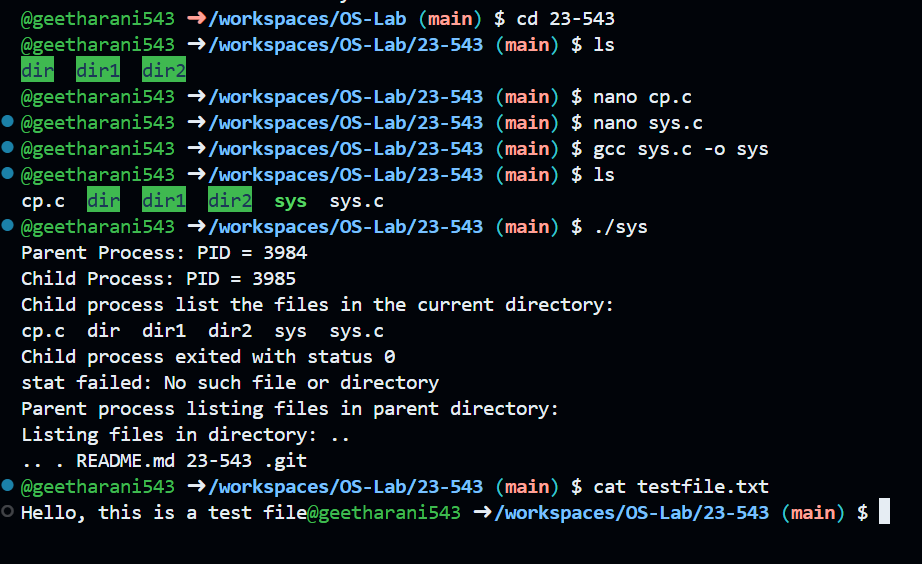 @geetharani543 ➜/workspaces/OS-Lab (main) $ cd 23-543
@geetharani543 ➜/workspaces/OS-Lab/23-543 (main) $ ls
dir  dir1  dir2
@geetharani543 ➜/workspaces/OS-Lab/23-543 (main) $ nano cp.c
@geetharani543 ➜/workspaces/OS-Lab/23-543 (main) $ nano sys.c
@geetharani543 ➜/workspaces/OS-Lab/23-543 (main) $ gcc sys.c -o sys
@geetharani543 ➜/workspaces/OS-Lab/23-543 (main) $ ls
cp.c  dir  dir1  dir2  sys  sys.c
@geetharani543 ➜/workspaces/OS-Lab/23-543 (main) $ ./sys
Parent Process: PID = 3984
Child Process: PID = 3985
Child process list the files in the current directory:
cp.c  dir  dir1  dir2  sys  sys.c
Child process exited with status 0
stat failed: No such file or directory
Parent process listing files in parent directory:
Listing files in directory: ..
.. . README.md 23-543 .git
@geetharani543 ➜/workspaces/OS-Lab/23-543 (main) $ cat testfile.txt
Hello, this is a test file@geetharani543 ➜/workspaces/OS-Lab/23-543 (main) $